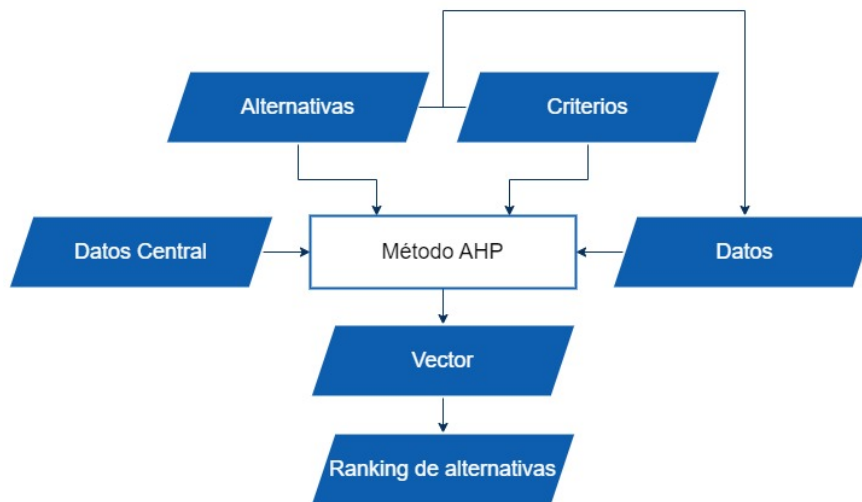 Alternativas
Criterios
Datos Central
Método AHP
Datos
Vector
Ranking de alternativas